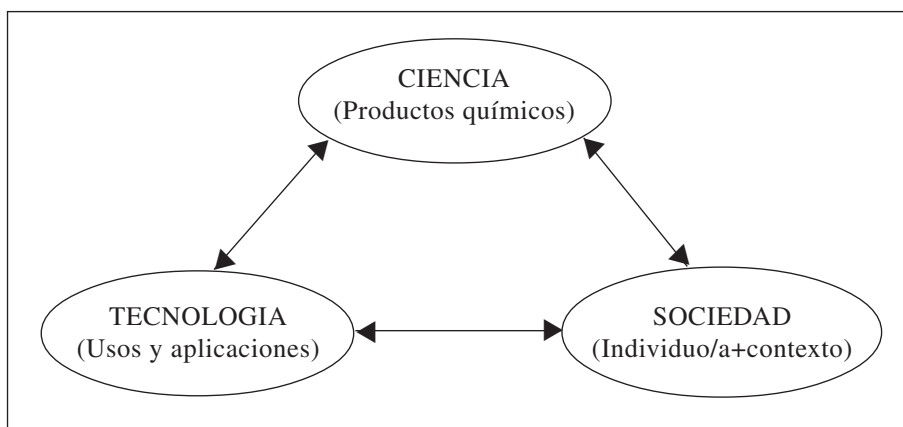 CIENCIA
(Productos químicos)
TECNOLOGIA
(Usos y aplicaciones)
SOCIEDAD
(Individuo/a+contexto)